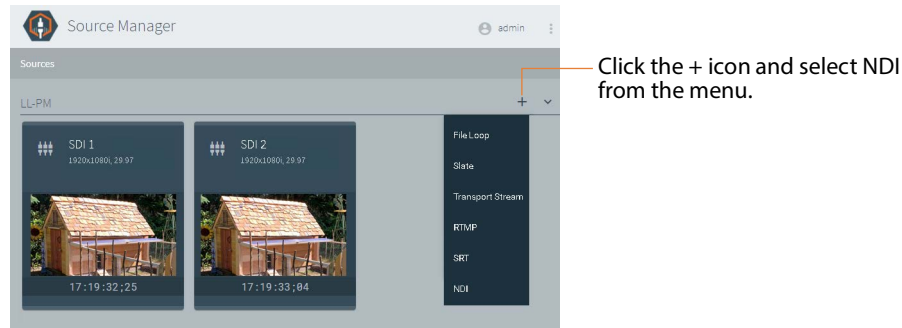 Source Manager
admin
Sources
LL-PM
SDI 1
1920x1080i, 29.97
17:19:32;25
SDI 2
1920x1080i, 29.97
17:19:33;04
File Loop
Slate
Transport Stream
RTMP
SRT
NDI
Click the + icon and select NDI
from the menu.